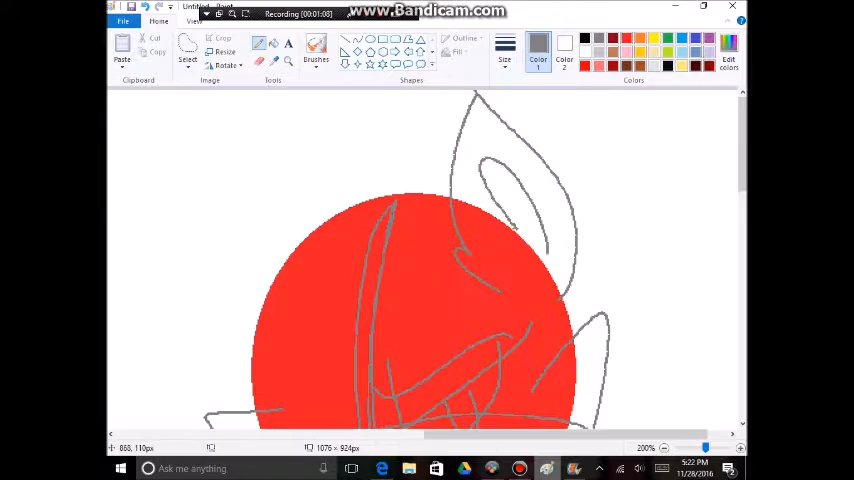 www.Bandicam.com
Untitled - Paint
Recording [00:01:08]
File
Home
View
Paste
Cut
Copy
Clipboard
Select
Crop
Resize
Rotate
Image
Tools
Brushes
Outline
Fill
Shapes
Size
Color 1
Color 2
Edit colors
Colors
868, 110px
1076 × 924px
200%
Ask me anything
5:22 PM
11/28/2016
2